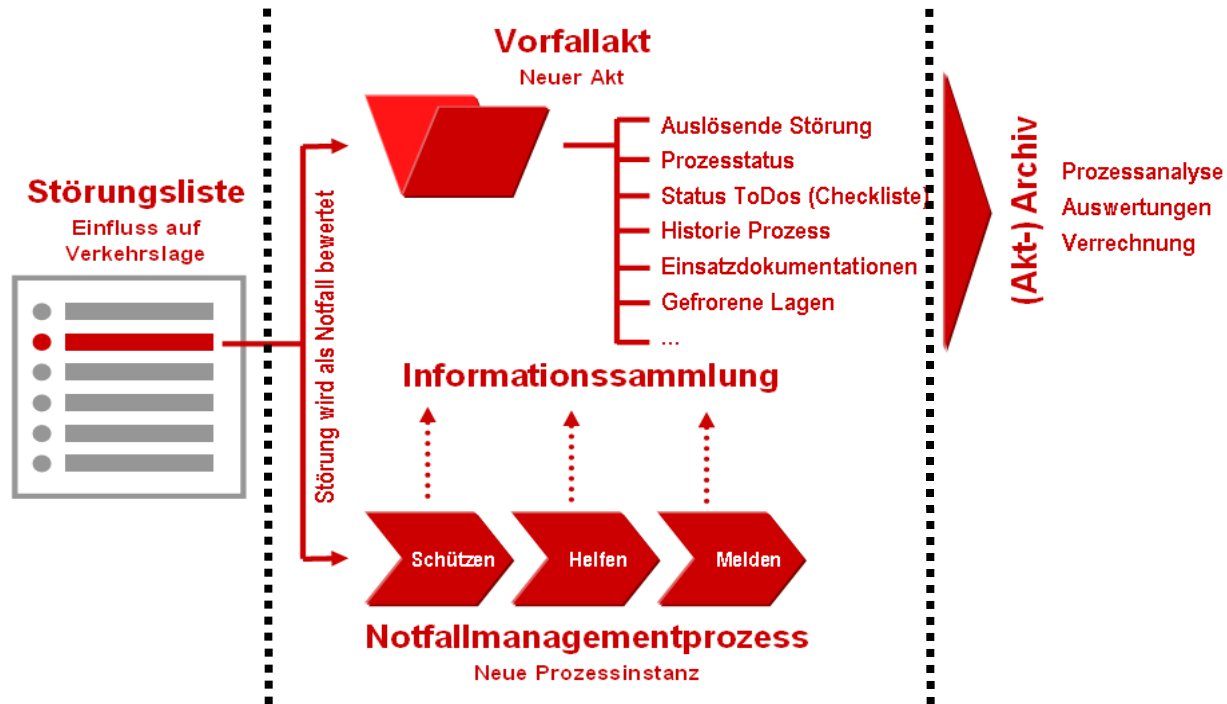 Störungsliste
Einfluss auf
Verkehrslage
Störung wird als Notfall bewertet
Vorfallakt
Neuer Akt
Auslösende Störung
Prozesstatus
Status ToDos (Checkliste)
Historie Prozess
Einsatzdokumentationen
Gefrorene Lagen
...
Informationssammlung
Schützen
Helfen
Melden
Notfallmanagementprozess
Neue Prozessinstanz
(Akt-) Archiv
Prozessanalyse
Auswertungen
Verrechnung